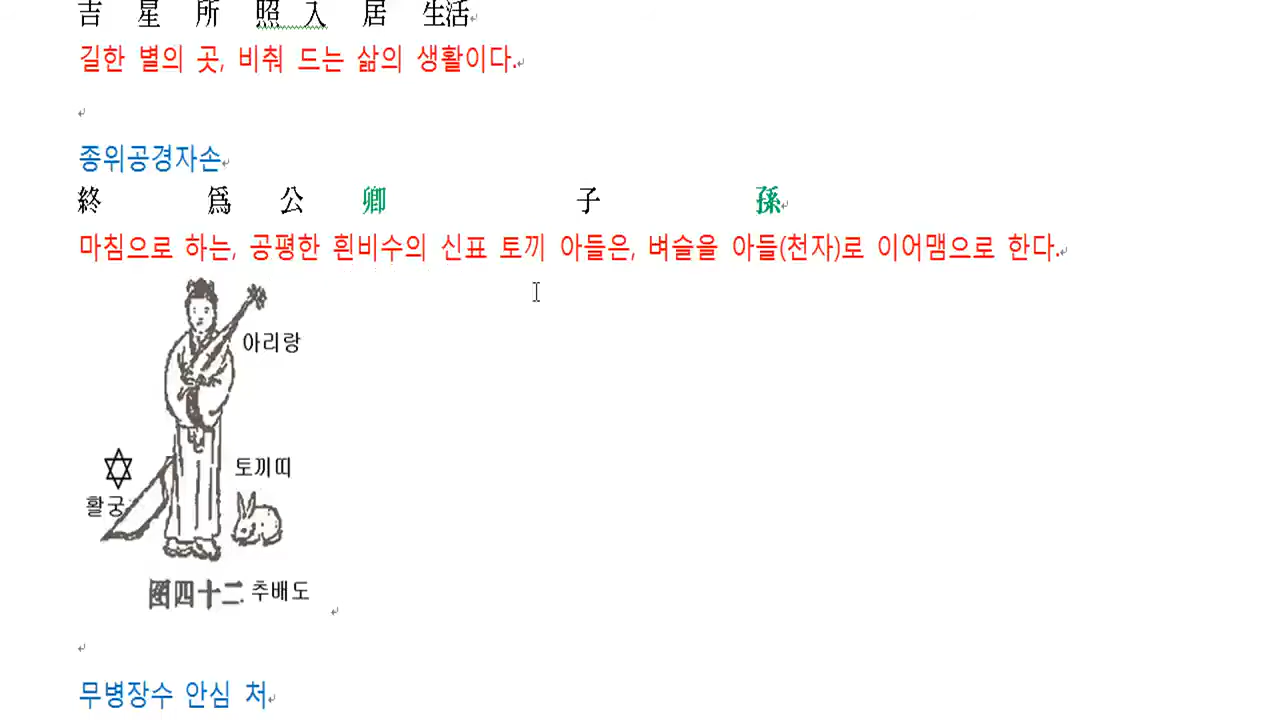 吉 星 所 照 入 居 生活
길한 별의 곳, 비춰 드는 삶의 생활이다.
종위공경자손
終 爲 公 卿 子 孫
마침으로 하는, 공평한 흰비수의 신표 토끼 아들은, 벼슬을 아들(천자)로 이어맴으로 한다.
아리랑
토끼띠
활궁
圖四十二 추배도
무병장수 안심 처